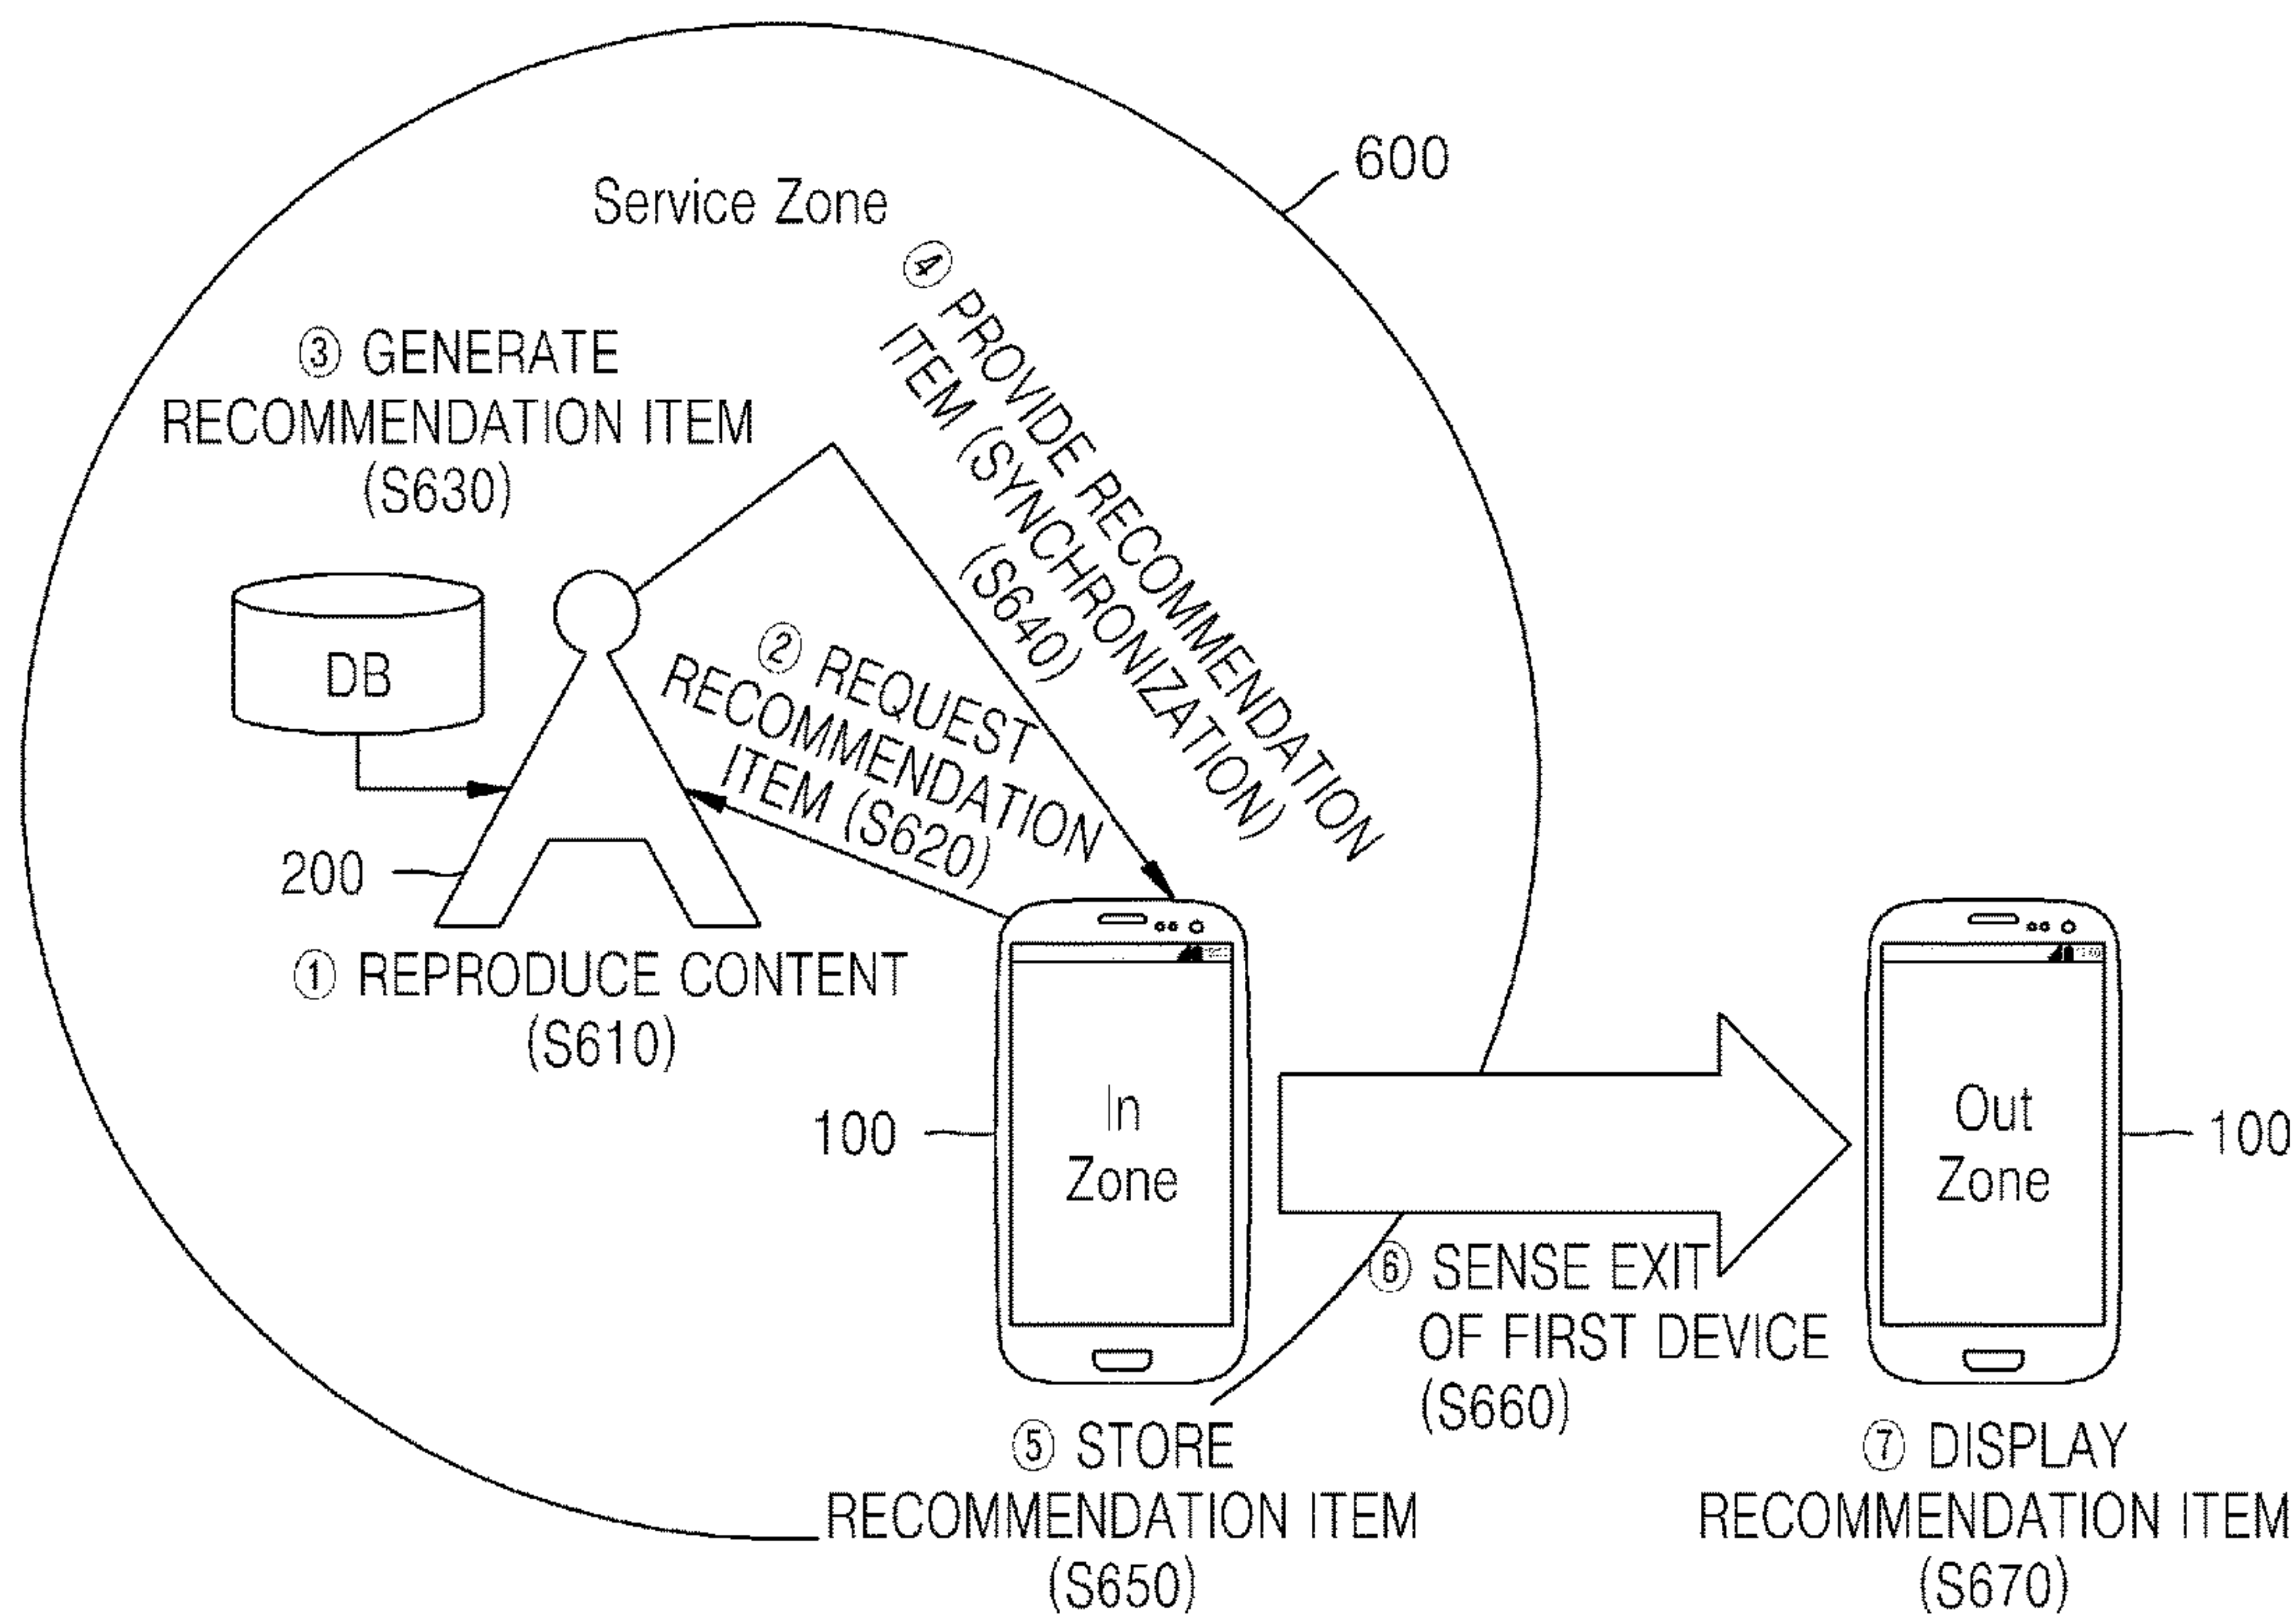 600
Service Zone
④ PROVIDE RECOMMENDATION
ITEM (SYNCHRONIZATION)
(S640)
③ GENERATE
RECOMMENDATION ITEM
(S630)
DB
② REQUEST
RECOMMENDATION
ITEM (S620)
200
① REPRODUCE CONTENT
(S610)
100
In
Zone
Out
Zone
100
⑥ SENSE EXIT
OF FIRST DEVICE
(S660)
⑤ STORE
RECOMMENDATION ITEM
(S650)
⑦ DISPLAY
RECOMMENDATION ITEM
(S670)